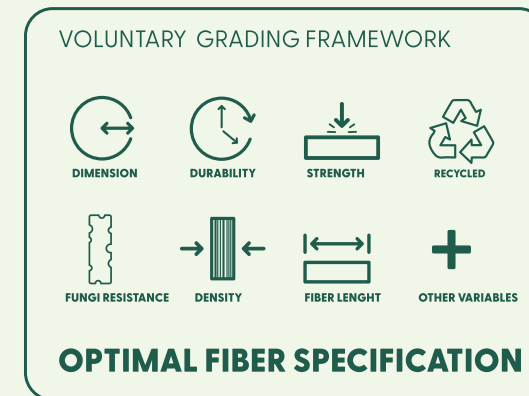 VOLUNTARY GRADING FRAMEWORK
DIMENSION DURABILITY STRENGTH RECYCLED
FUNGI RESISTANCE DENSITY FIBER LENGHT OTHER VARIABLES
OPTIMAL FIBER SPECIFICATION